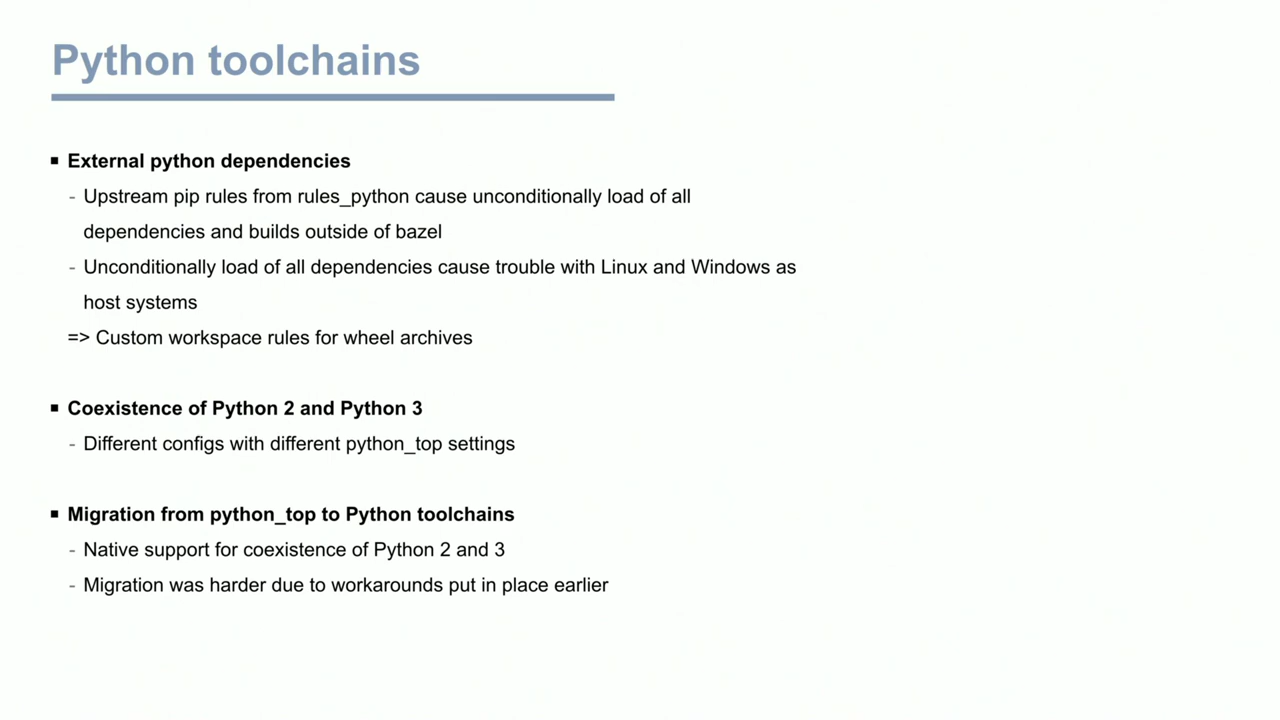 Python toolchains
▪ External python dependencies
- Upstream pip rules from rules_python cause unconditionally load of all
dependencies and builds outside of bazel
- Unconditionally load of all dependencies cause trouble with Linux and Windows as
host systems
=> Custom workspace rules for wheel archives
▪ Coexistence of Python 2 and Python 3
- Different configs with different python_top settings
▪ Migration from python_top to Python toolchains
- Native support for coexistence of Python 2 and 3
- Migration was harder due to workarounds put in place earlier